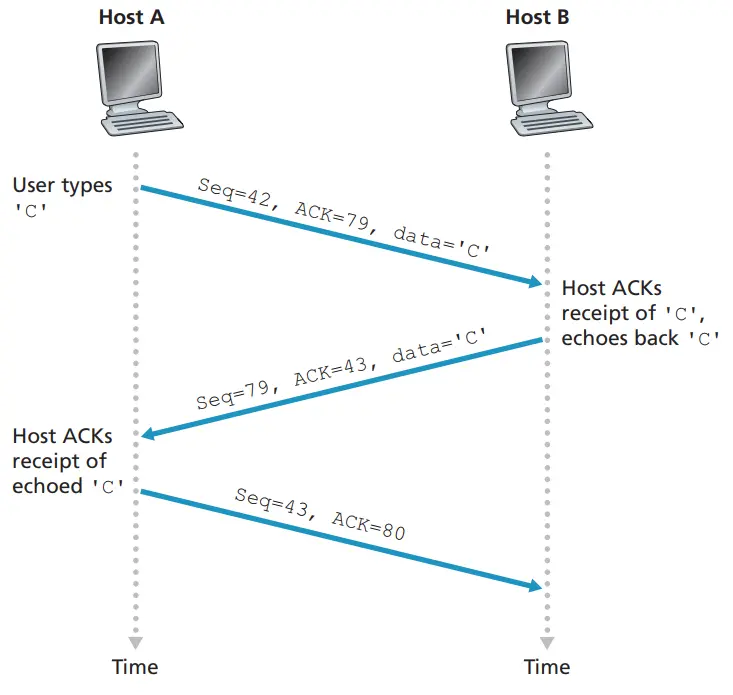 Host A
Host B
User types
'C'
Seq=42, ACK=79, data='C'
Host ACKs
receipt of 'C',
echoes back 'C'
Seq=79, ACK=43, data='C'
Host ACKs
receipt of
echoed 'C'
Seq=43, ACK=80
Time
Time